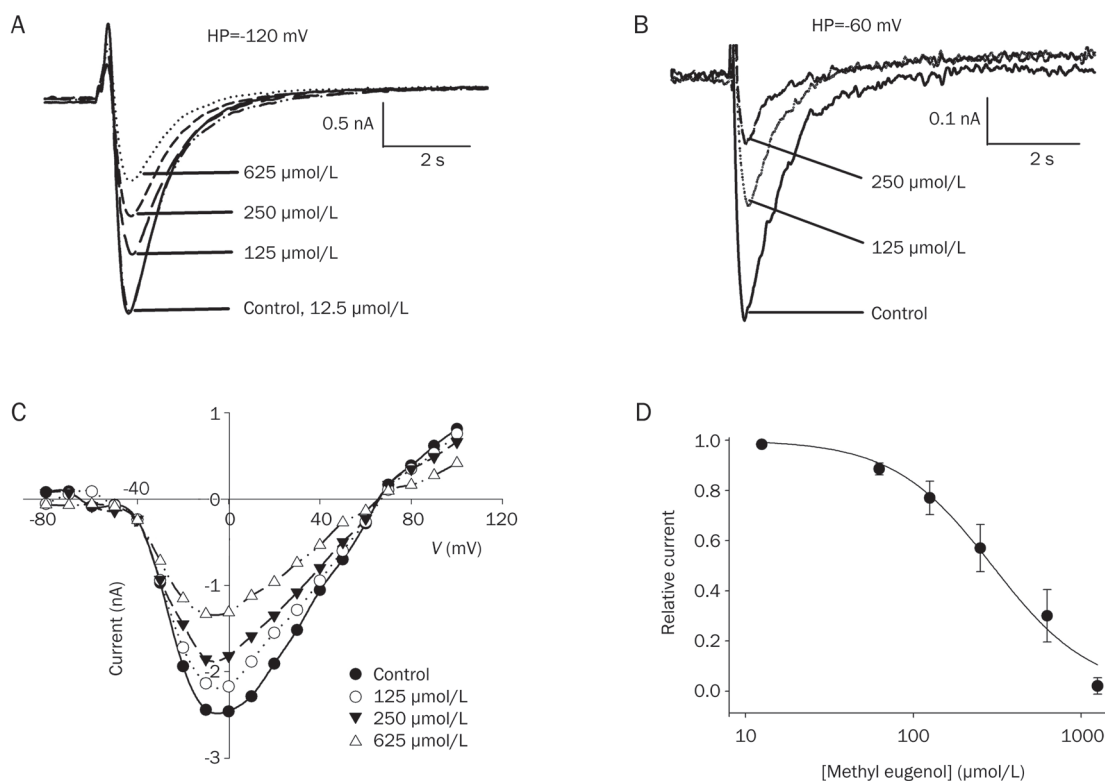 A
HP=-120 mV
0.5 nA
2 s
625 µmol/L
250 µmol/L
125 µmol/L
Control, 12.5 µmol/L
B
HP=-60 mV
0.1 nA
2 s
250 µmol/L
125 µmol/L
Control
C
1
-80
-40
0
0
40
80
120
V (mV)
-1
-2
-3
Current (nA)
Control
125 µmol/L
250 µmol/L
625 µmol/L
D
1.0
0.8
0.6
0.4
0.2
0.0
Relative current
10
100
1000
[Methyl eugenol] (µmol/L)